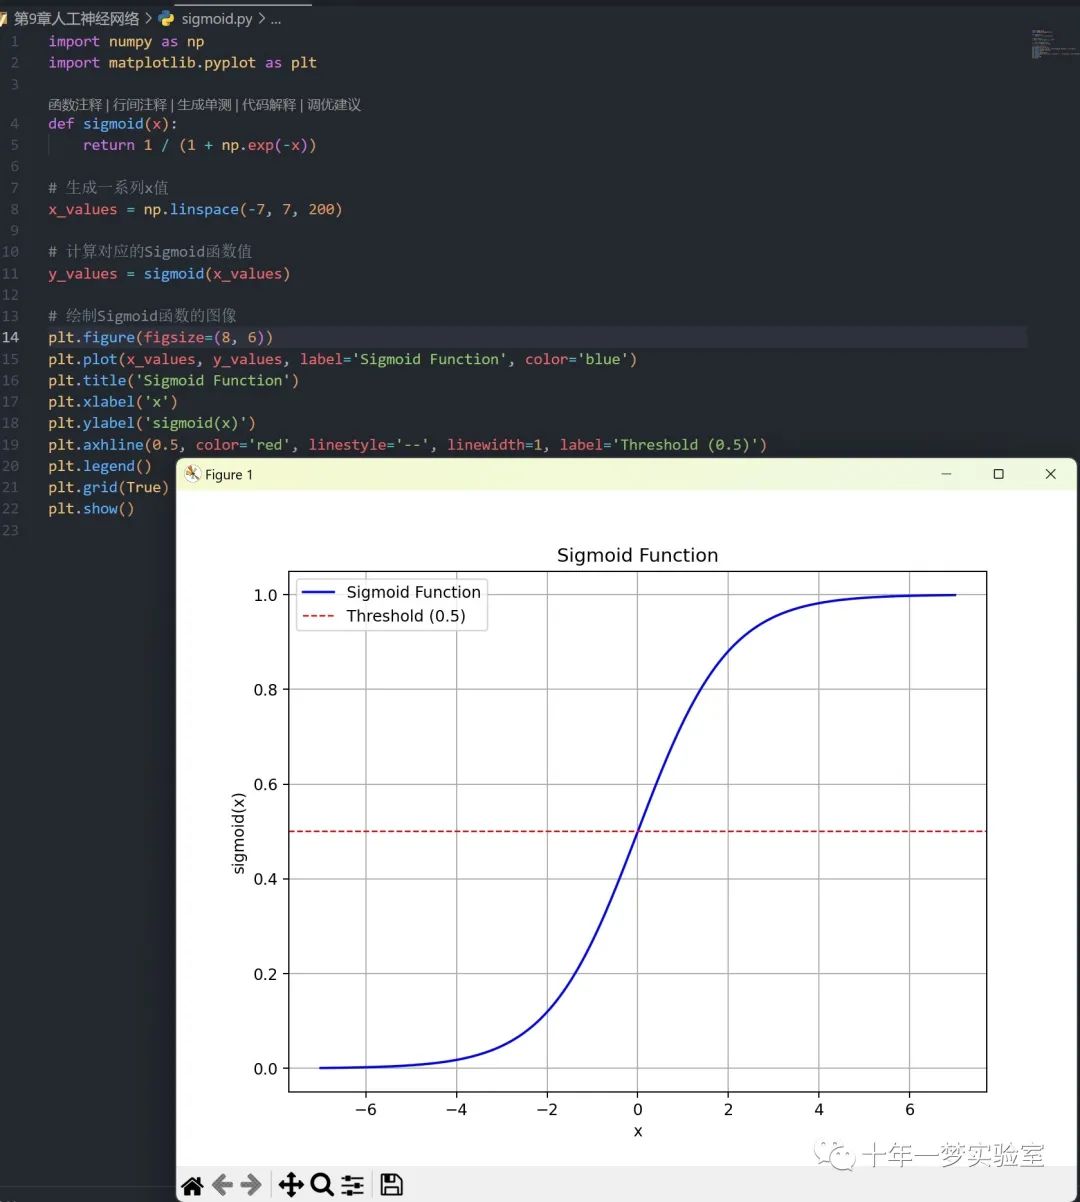 第9章人工神经网络 > sigmoid.py > ...
1 import numpy as np
2 import matplotlib.pyplot as plt
3
函数注释 | 行间注释 | 生成单测 | 代码解释 | 调优建议
4 def sigmoid(x):
5     return 1 / (1 + np.exp(-x))
6
7 # 生成一系列x值
8 x_values = np.linspace(-7, 7, 200)
9
10 # 计算对应的Sigmoid函数值
11 y_values = sigmoid(x_values)
12
13 # 绘制Sigmoid函数的图像
14 plt.figure(figsize=(8, 6))
15 plt.plot(x_values, y_values, label='Sigmoid Function', color='blue')
16 plt.title('Sigmoid Function')
17 plt.xlabel('x')
18 plt.ylabel('sigmoid(x)')
19 plt.axhline(0.5, color='red', linestyle='--', linewidth=1, label='Threshold (0.5)')
20 plt.legend()
21 plt.grid(True)
22 plt.show()
23
Figure 1
Sigmoid Function
Sigmoid Function
Threshold (0.5)
1.0
0.8
0.6
0.4
0.2
0.0
sigmoid(x)
−6 −4 −2 0 2 4 6
x
十年一梦实验室